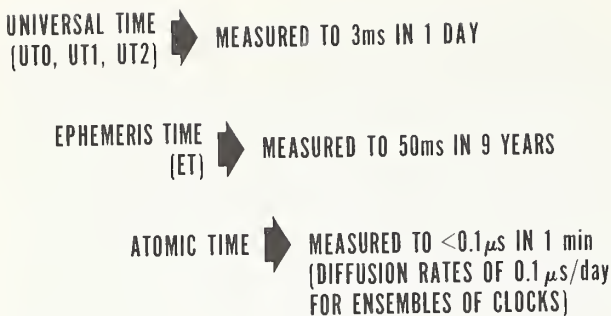 UNIVERSAL TIME
(UT0, UT1, UT2)
MEASURED TO 3ms IN 1 DAY
EPHEMERIS TIME
(ET)
MEASURED TO 50ms IN 9 YEARS
ATOMIC TIME
MEASURED TO <0.1μs IN 1 min
(DIFFUSION RATES OF 0.1μs/day
FOR ENSEMBLES OF CLOCKS)